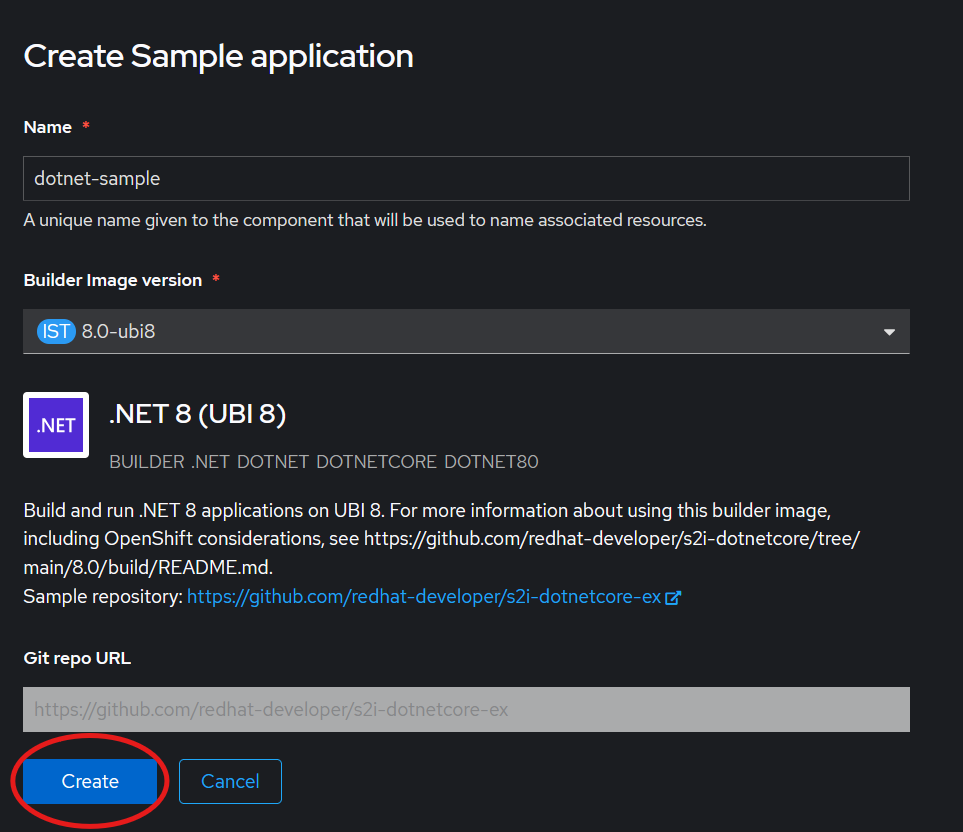 Create Sample application
Name *
dotnet-sample
A unique name given to the component that will be used to name associated resources.
Builder Image version *
IST 8.0-ubi8
.NET
.NET 8 (UBI 8)
BUILDER .NET DOTNET DOTNETCORE DOTNET80
Build and run .NET 8 applications on UBI 8. For more information about using this builder image,
including OpenShift considerations, see https://github.com/redhat-developer/s2i-dotnetcore/tree/
main/8.0/build/README.md.
Sample repository: https://github.com/redhat-developer/s2i-dotnetcore-ex
Git repo URL
https://github.com/redhat-developer/s2i-dotnetcore-ex
Create Cancel